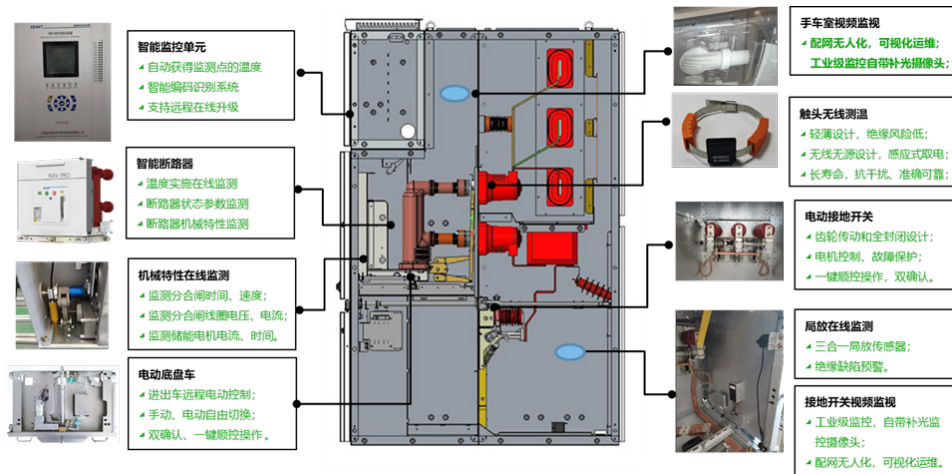 智能监控单元
自动获得监测点的温度
智能编码识别系统
支持远程在线升级
智能断路器
温度实施在线监测
断路器状态参数监测
断路器机械特性监测
机械特性在线监测
监测分合闸时间、速度；
监测分合闸线圈电压、电流；
监测储能电机电流、时间。
电动底盘车
进出车远程电动控制；
手动、电动自由切换；
双确认、一键顺控操作 。
手车室视频监视
配网无人化，可视化运维，
工业级监控自带补光摄像头；
触头无线测温
轻薄设计，绝缘风险低；
无线无源设计，感应式取电；
长寿命，抗干扰、准确可靠；
电动接地开关
齿轮传动和全封闭设计；
电机控制、故障保护；
一键顺控操作，双确认。
局放在线监测
三合一局放传感器；
绝缘缺陷预警。
接地开关视频监视
工业级监控，自带补光监
控摄像头；
配网无人化，可视化运维。
CHNT
NXV PRO